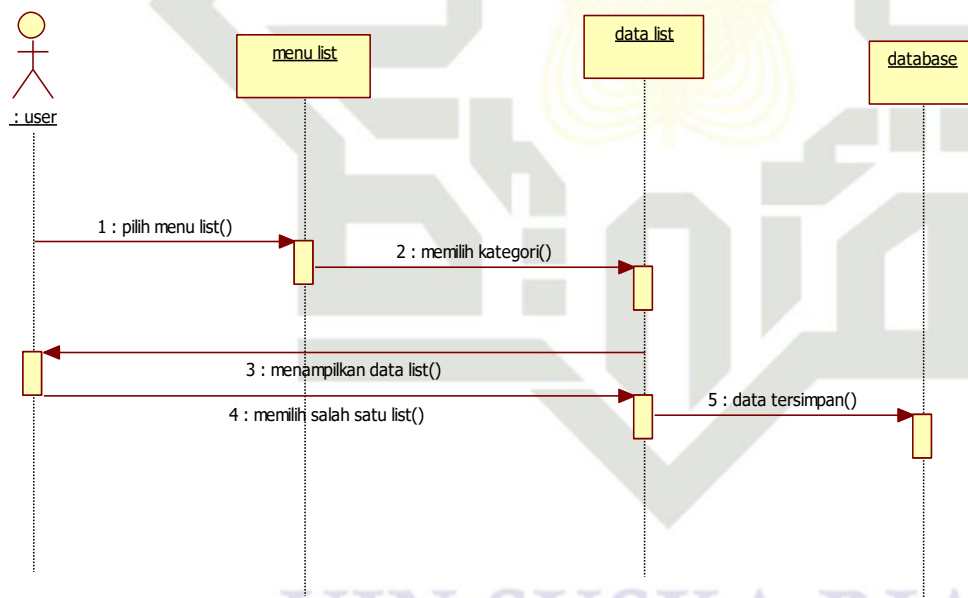 data list
menu list
database
: user
1 : pilih menu list()
2 : memilih kategori()
3 : menampilkan data list()
4 : memilih salah satu list()
5 : data tersimpan()